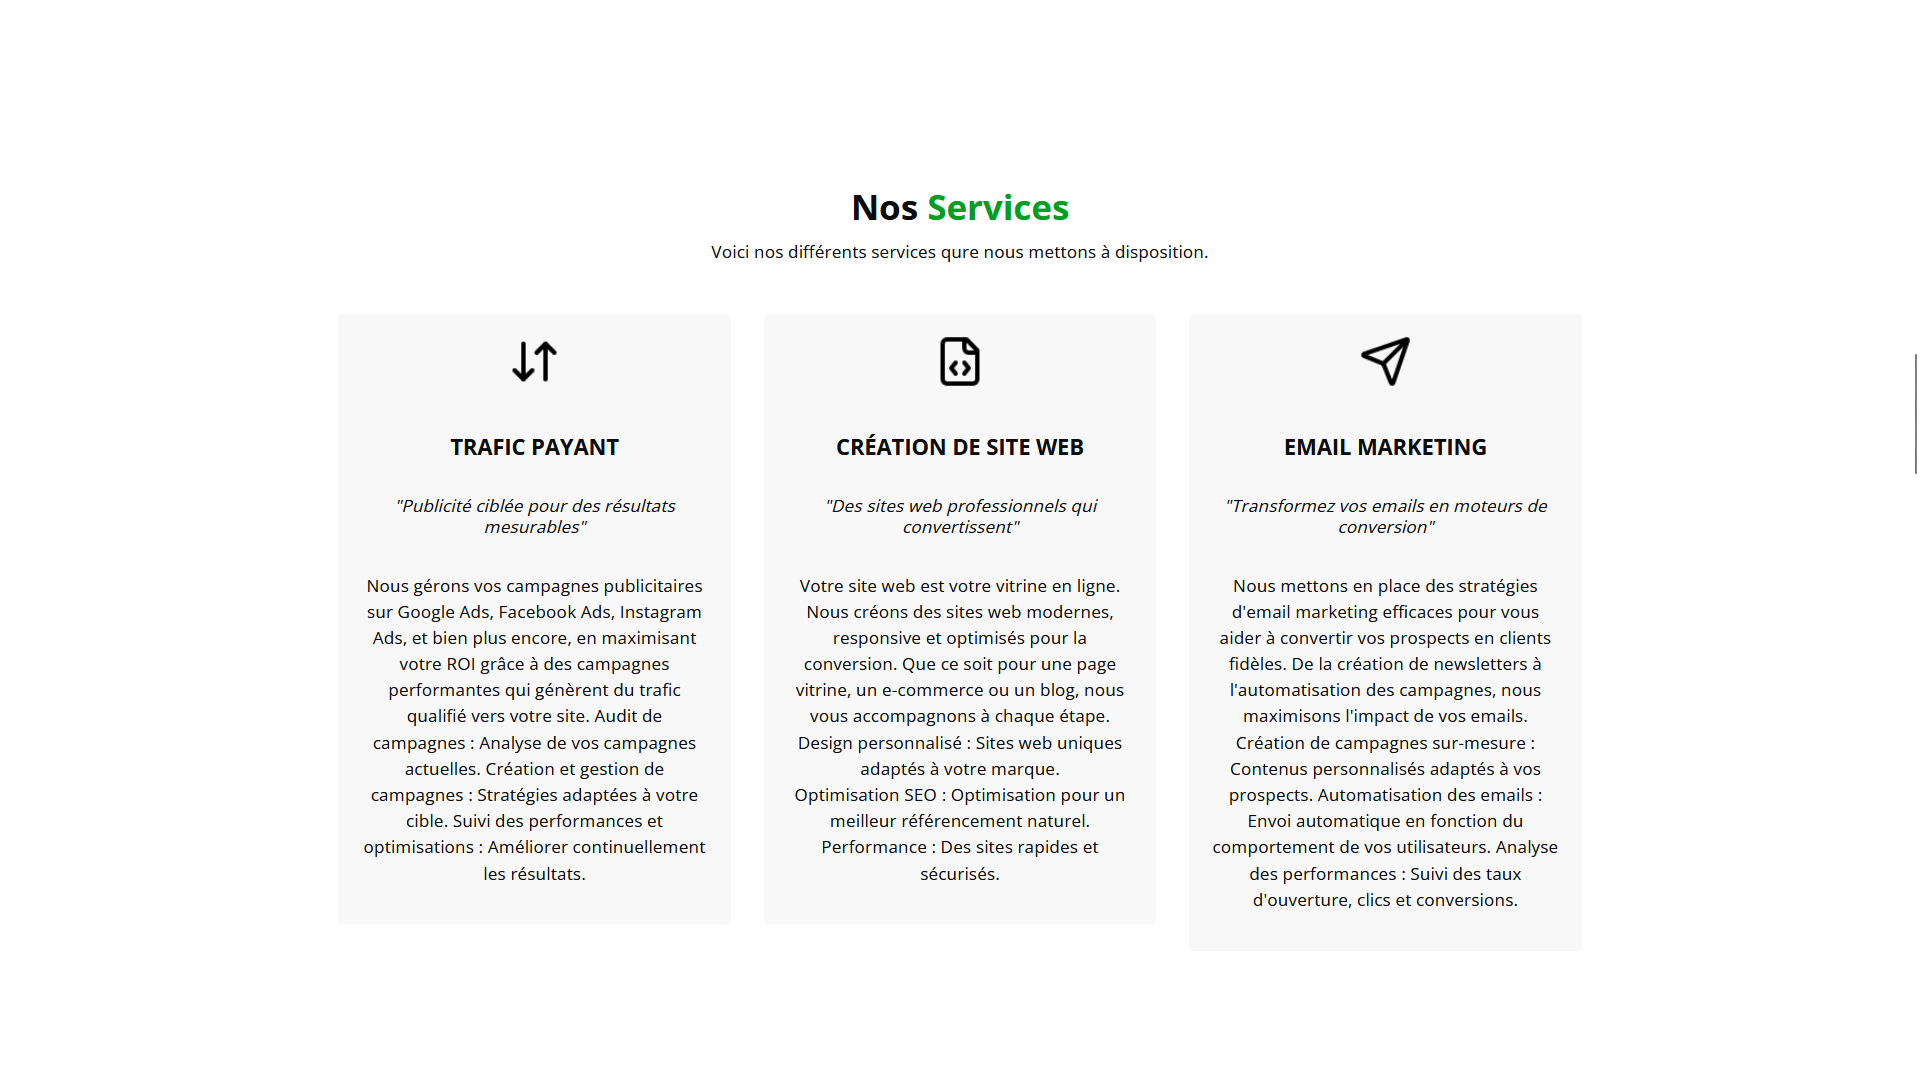 Nos Services
Voici nos différents services qure nous mettons à disposition.
TRAFIC PAYANT
"Publicité ciblée pour des résultats
mesurables"
Nous gérons vos campagnes publicitaires
sur Google Ads, Facebook Ads, Instagram
Ads, et bien plus encore, en maximisant
votre ROI grâce à des campagnes
performantes qui génèrent du trafic
qualifié vers votre site. Audit de
campagnes : Analyse de vos campagnes
actuelles. Création et gestion de
campagnes : Stratégies adaptées à votre
cible. Suivi des performances et
optimisations : Améliorer continuellement
les résultats.
CRÉATION DE SITE WEB
"Des sites web professionnels qui
convertissent"
Votre site web est votre vitrine en ligne.
Nous créons des sites web modernes,
responsive et optimisés pour la
conversion. Que ce soit pour une page
vitrine, un e-commerce ou un blog, nous
vous accompagnons à chaque étape.
Design personnalisé : Sites web uniques
adaptés à votre marque.
Optimisation SEO : Optimisation pour un
meilleur référencement naturel.
Performance : Des sites rapides et
sécurisés.
EMAIL MARKETING
"Transformez vos emails en moteurs de
conversion"
Nous mettons en place des stratégies
d'email marketing efficaces pour vous
aider à convertir vos prospects en clients
fidèles. De la création de newsletters à
l'automatisation des campagnes, nous
maximisons l'impact de vos emails.
Création de campagnes sur-mesure :
Contenus personnalisés adaptés à vos
prospects. Automatisation des emails :
Envoi automatique en fonction du
comportement de vos utilisateurs. Analyse
des performances : Suivi des taux
d'ouverture, clics et conversions.